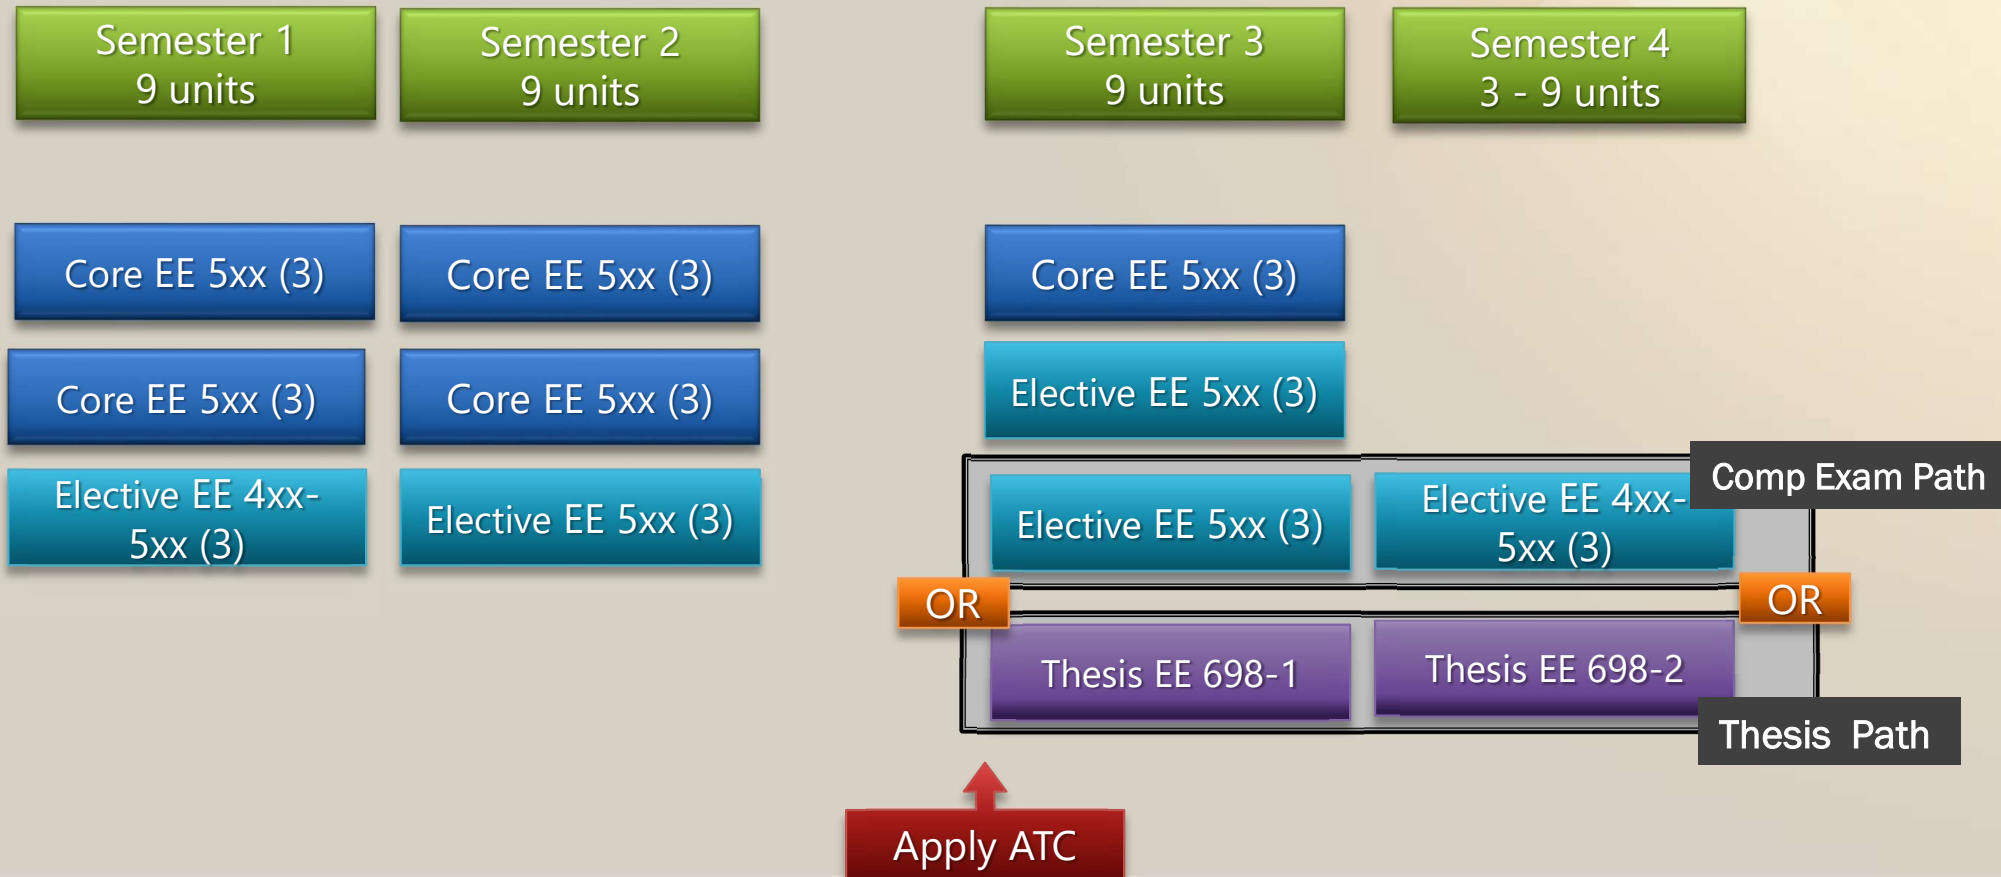 Semester 1
9 units
Semester 2
9 units
Semester 3
9 units
Semester 4
3 - 9 units
Core EE 5xx (3)
Core EE 5xx (3)
Core EE 5xx (3)
Core EE 5xx (3)
Core EE 5xx (3)
Elective EE 5xx (3)
Elective EE 4xx-
5xx (3)
Elective EE 5xx (3)
Elective EE 5xx (3)
Elective EE 4xx-
5xx (3)
Comp Exam Path
OR
OR
Thesis EE 698-1
Thesis EE 698-2
Thesis Path
Apply ATC